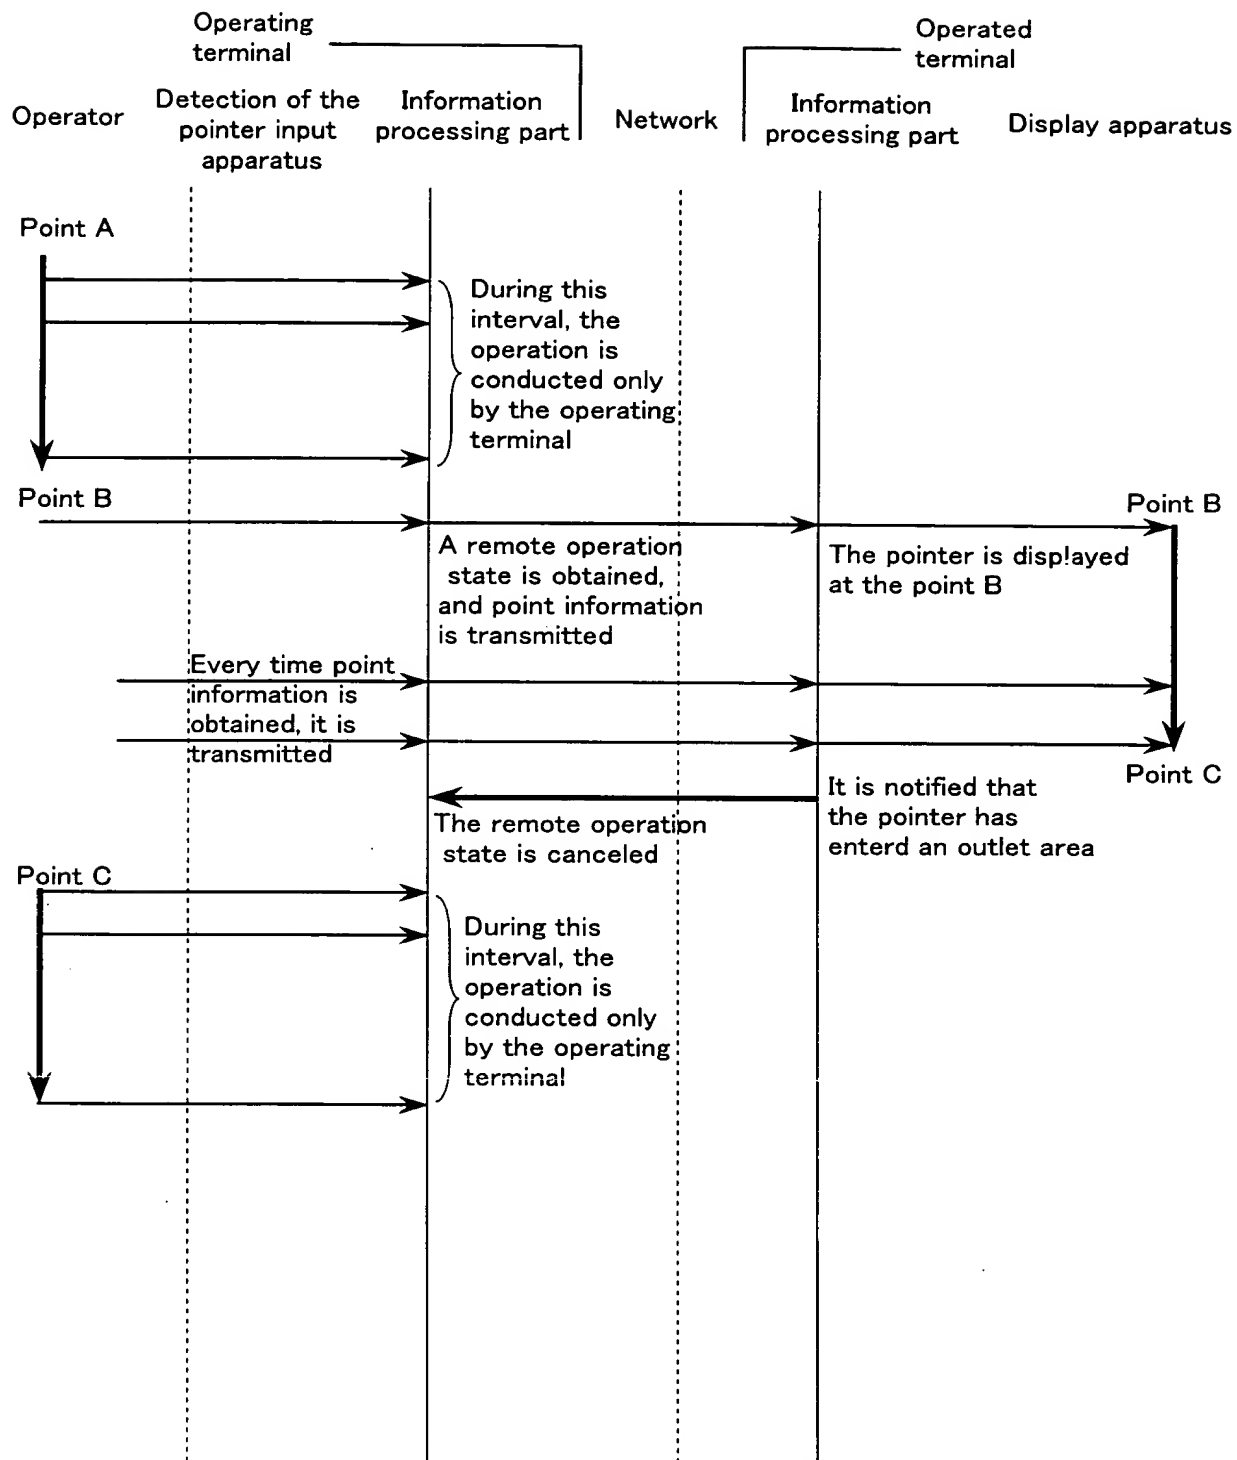 Operating
terminal
Operated
terminal
Operator
Detection of the
pointer input
apparatus
Information
processing part
Network
Information
processing part
Display apparatus
Point A
During this
interval, the
operation is
conducted only
by the operating
terminal
Point B
Point B
A remote operation
state is obtained,
and point information
is transmitted
The pointer is displayed
at the point B
Every time point
information is
obtained, it is
transmitted
Point C
It is notified that
the pointer has
enterd an outlet area
The remote operation
state is canceled
Point C
During this
interval, the
operation is
conducted only
by the operating
terminal